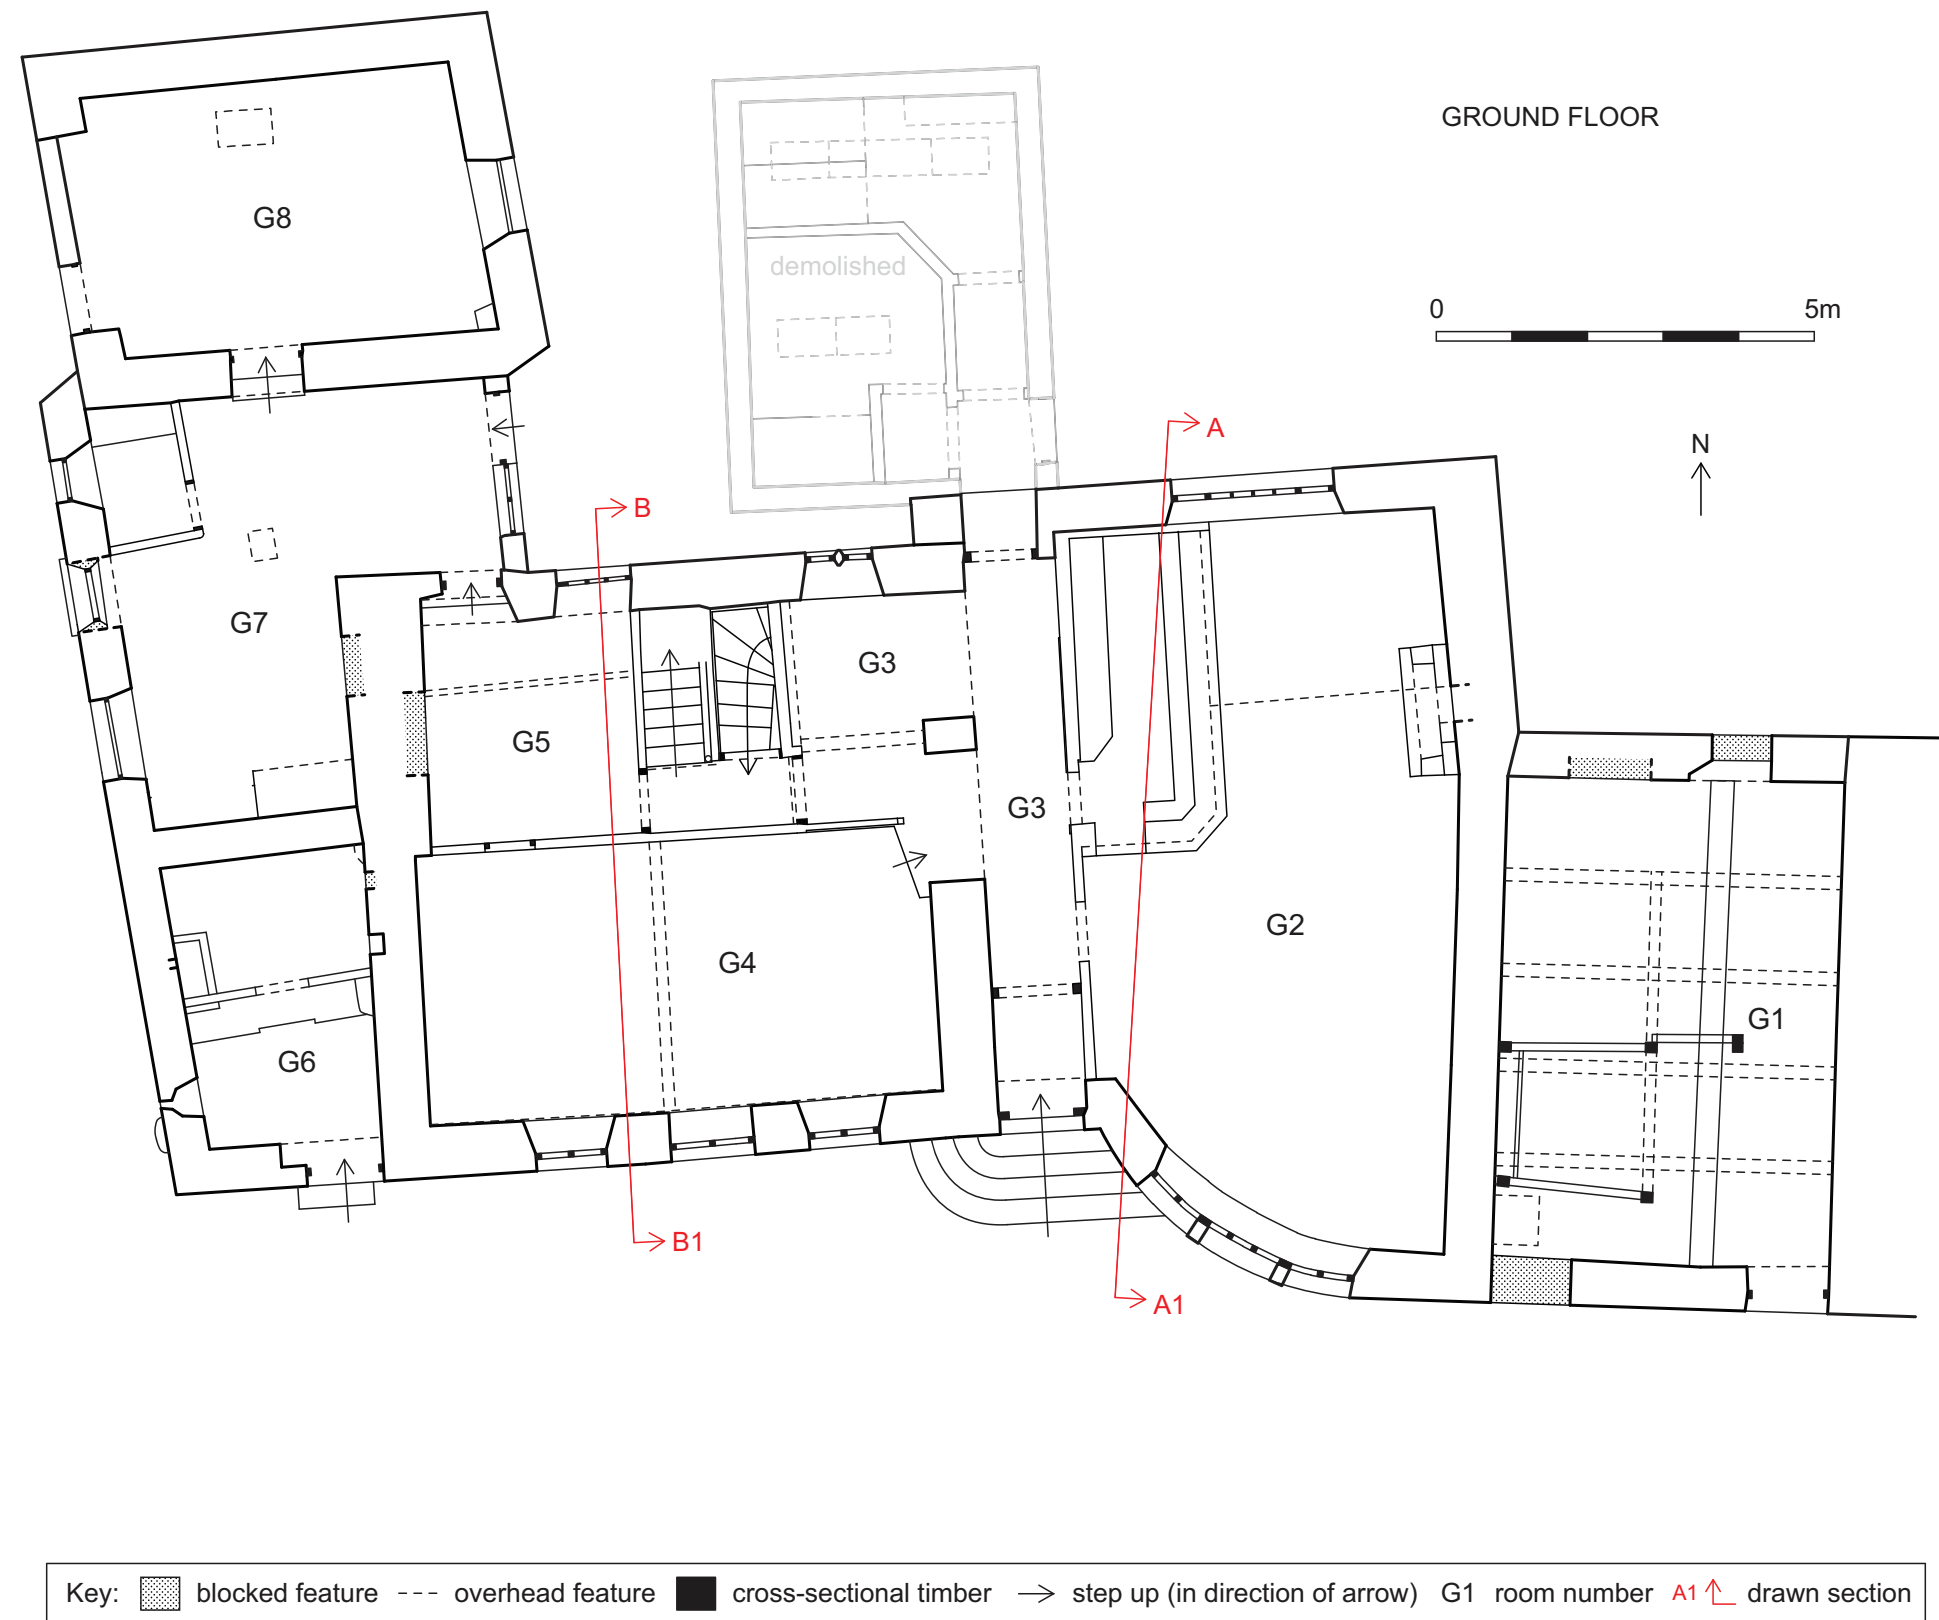 GROUND FLOOR
G8
demolished
0 5m
A
N
B
G7
G3
G5
G3
G2
G4
G1
G6
B1
A1
Key: blocked feature overhead feature cross-sectional timber step up (in direction of arrow) G1 room number A1 drawn section